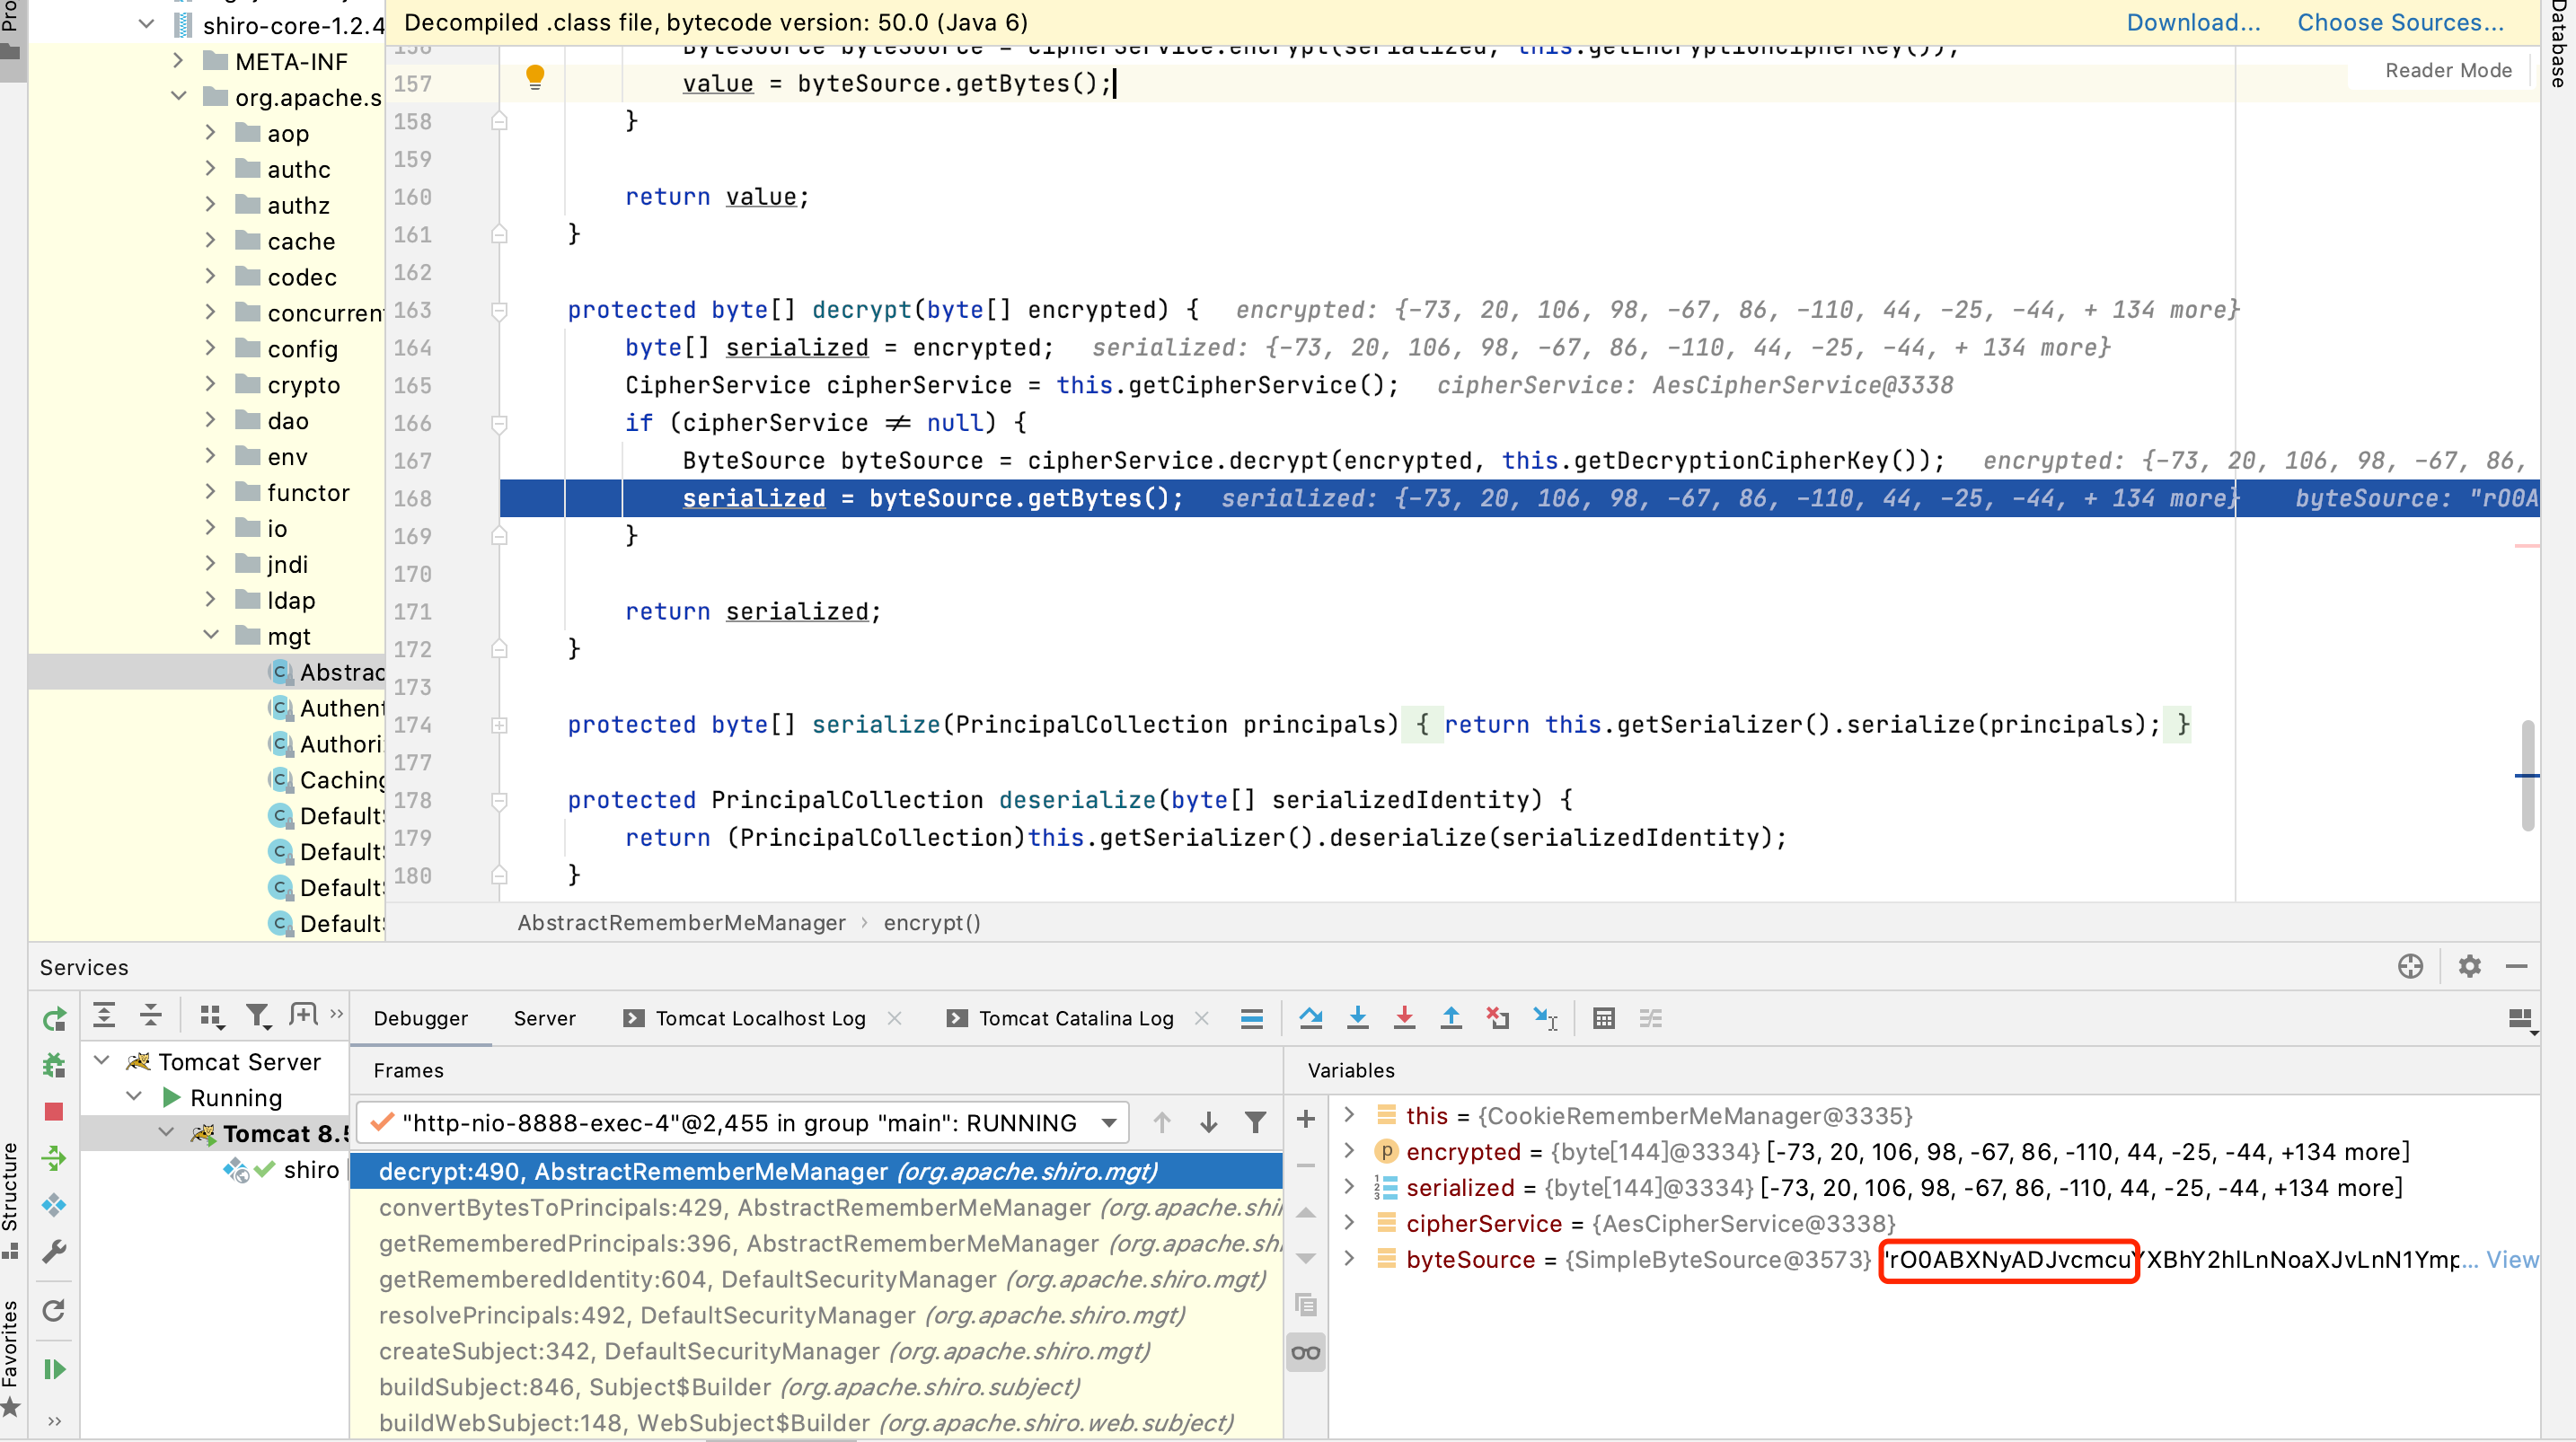 Decompiled .class file, bytecode version: 50.0 (Java 6)
Download...
Choose Sources...
Database
Reader Mode
shiro-core-1.2.4
META-INF
org.apache.s
aop
authc
authz
cache
codec
concurren
config
crypto
dao
env
functor
io
jndi
ldap
mgt
Abstrac
Authent
Authori
Caching
Default
Default
Default
Default
156 ByteSource byteSource = cipherService.encrypt(serialized, this.getEncryptionCipherKey());
157 value = byteSource.getBytes();
158 }
159
160 return value;
161 }
162
163 protected byte[] decrypt(byte[] encrypted) { encrypted: {-73, 20, 106, 98, -67, 86, -110, 44, -25, -44, + 134 more}
164 byte[] serialized = encrypted; serialized: {-73, 20, 106, 98, -67, 86, -110, 44, -25, -44, + 134 more}
165 CipherService cipherService = this.getCipherService(); cipherService: AesCipherService@3338
166 if (cipherService ≠ null) {
167 ByteSource byteSource = cipherService.decrypt(encrypted, this.getDecryptionCipherKey()); encrypted: {-73, 20, 106, 98, -67, 86,
168 serialized = byteSource.getBytes(); serialized: {-73, 20, 106, 98, -67, 86, -110, 44, -25, -44, + 134 more} byteSource: "rO0A
169 }
170
171 return serialized;
172 }
173
174 protected byte[] serialize(PrincipalCollection principals) { return this.getSerializer().serialize(principals); }
177
178 protected PrincipalCollection deserialize(byte[] serializedIdentity) {
179 return (PrincipalCollection)this.getSerializer().deserialize(serializedIdentity);
180 }
AbstractRememberMeManager › encrypt()
Services
Debugger
Server
Tomcat Localhost Log
Tomcat Catalina Log
Tomcat Server
Running
Tomcat 8.5
shiro
Structure
Favorites
Frames
"http-nio-8888-exec-4"@2,455 in group "main": RUNNING
decrypt:490, AbstractRememberMeManager (org.apache.shiro.mgt)
convertBytesToPrincipals:429, AbstractRememberMeManager (org.apache.shi
getRememberedPrincipals:396, AbstractRememberMeManager (org.apache.sh
getRememberedIdentity:604, DefaultSecurityManager (org.apache.shiro.mgt)
resolvePrincipals:492, DefaultSecurityManager (org.apache.shiro.mgt)
createSubject:342, DefaultSecurityManager (org.apache.shiro.mgt)
buildSubject:846, Subject$Builder (org.apache.shiro.subject)
buildWebSubject:148, WebSubject$Builder (org.apache.shiro.web.subject)
Variables
this = {CookieRememberMeManager@3335}
encrypted = {byte[144]@3334} [-73, 20, 106, 98, -67, 86, -110, 44, -25, -44, +134 more]
serialized = {byte[144]@3334} [-73, 20, 106, 98, -67, 86, -110, 44, -25, -44, +134 more]
cipherService = {AesCipherService@3338}
byteSource = {SimpleByteSource@3573} "rO0ABXNyADJvcmcuYXBhY2hlLnNoaXJvLnN1Ymp... View